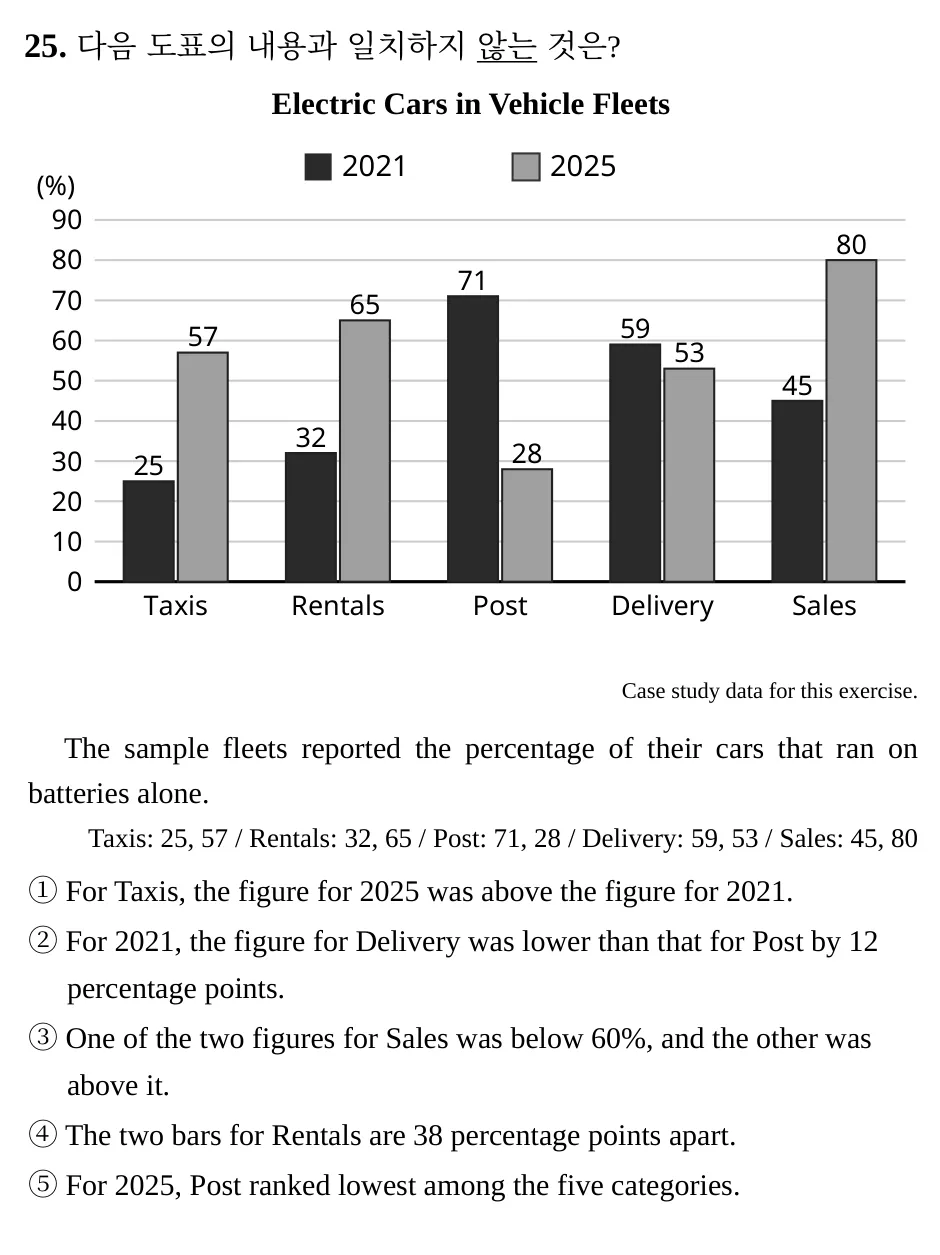 25. 다음 도표의 내용과 일치하지 않는 것은?
Electric Cars in Vehicle Fleets
2021 2025
(%)
90
80
70
60
50
40
30
20
10
0
25 57 32 65 71 28 59 53 45 80
Taxis Rentals Post Delivery Sales
Case study data for this exercise.
The sample fleets reported the percentage of their cars that ran on
batteries alone.
Taxis: 25, 57 / Rentals: 32, 65 / Post: 71, 28 / Delivery: 59, 53 / Sales: 45, 80
① For Taxis, the figure for 2025 was above the figure for 2021.
② For 2021, the figure for Delivery was lower than that for Post by 12
percentage points.
③ One of the two figures for Sales was below 60%, and the other was
above it.
④ The two bars for Rentals are 38 percentage points apart.
⑤ For 2025, Post ranked lowest among the five categories.